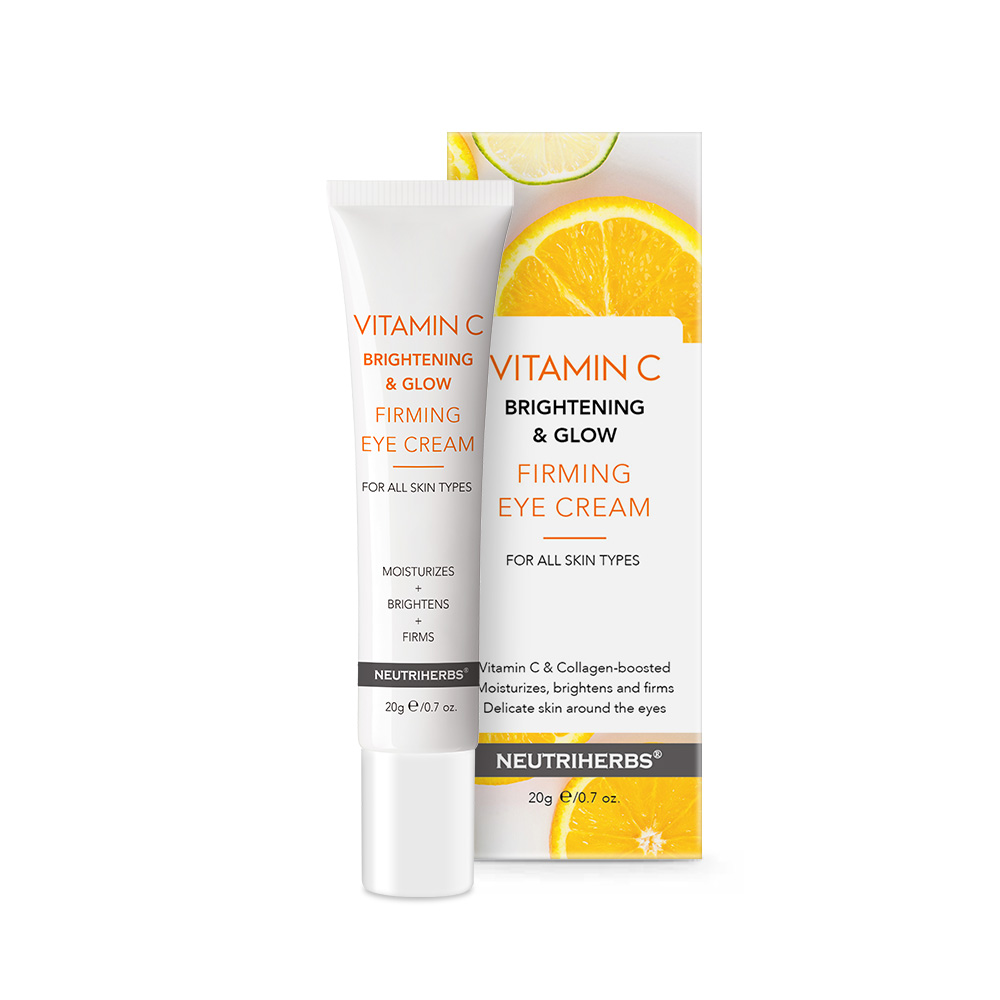 VITAMIN C
BRIGHTENING
& GLOW
FIRMING
EYE CREAM
FOR ALL SKIN TYPES
MOISTURIZES
+
BRIGHTENS
+
FIRMS
NEUTRIHERBS®
20g ℮/0.7 oz.
VITAMIN C
BRIGHTENING
& GLOW
FIRMING
EYE CREAM
FOR ALL SKIN TYPES
Vitamin C & Collagen-boosted
Moisturizes, brightens and firms
Delicate skin around the eyes
NEUTRIHERBS®
20g ℮/0.7 oz.